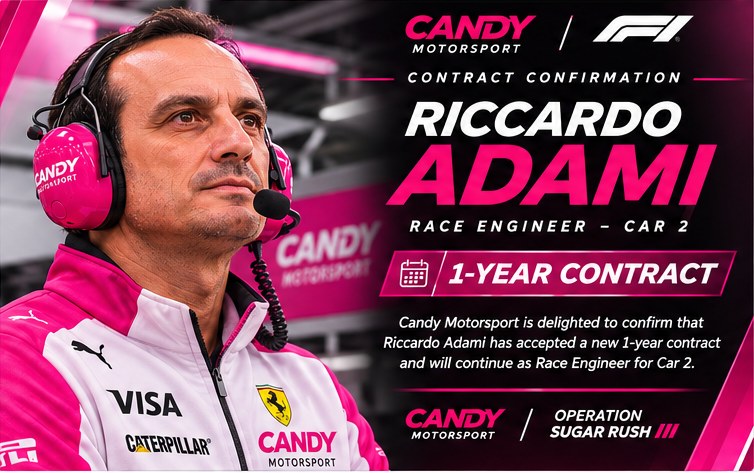 CANDY
MOTORSPORT
F1
CONTRACT CONFIRMATION
RICCARDO
ADAMI
RACE ENGINEER – CAR 2
1-YEAR CONTRACT
Candy Motorsport is delighted to confirm that
Riccardo Adami has accepted a new 1-year contract
and will continue as Race Engineer for Car 2.
CANDY
MOTORSPORT
OPERATION
SUGAR RUSH
CANDY
MOTORSPORT
CANDY
MOTORSPORT
VISA
CATERPILLAR
CANDY
MOTORSPORT